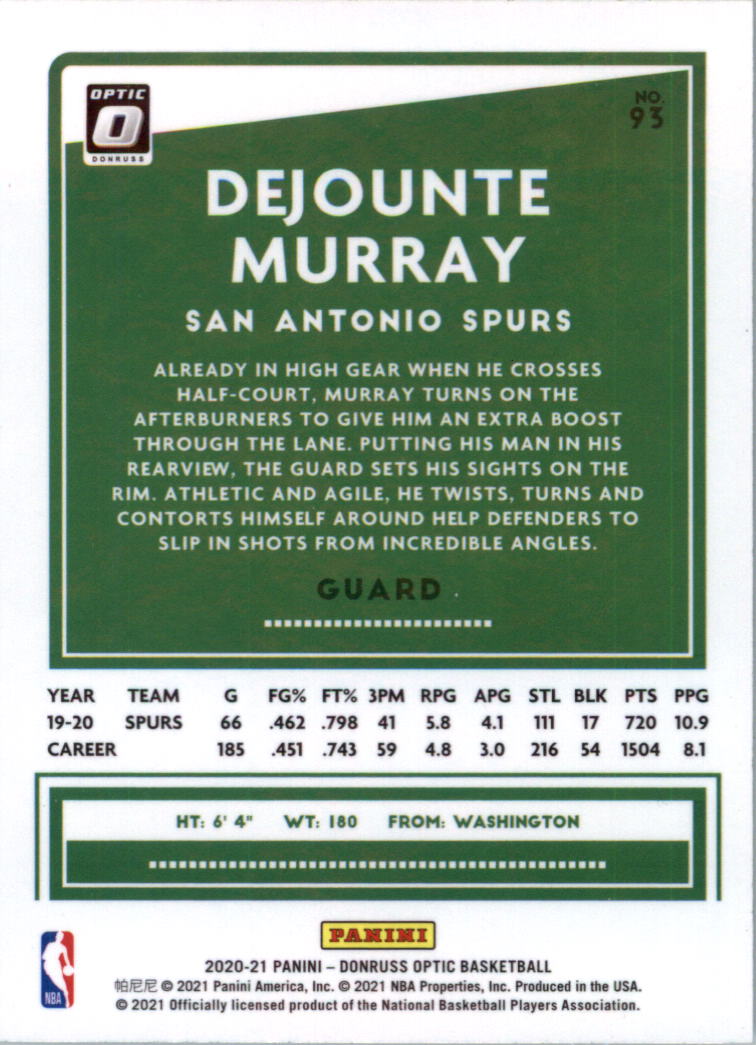 OPTIC
O
DONRUSS
NO.
93
DEJOUNTE
MURRAY
SAN ANTONIO SPURS
ALREADY IN HIGH GEAR WHEN HE CROSSES
HALF-COURT, MURRAY TURNS ON THE
AFTERBURNERS TO GIVE HIM AN EXTRA BOOST
THROUGH THE LANE. PUTTING HIS MAN IN HIS
REARVIEW, THE GUARD SETS HIS SIGHTS ON THE
RIM. ATHLETIC AND AGILE, HE TWISTS, TURNS AND
CONTORTS HIMSELF AROUND HELP DEFENDERS TO
SLIP IN SHOTS FROM INCREDIBLE ANGLES.
GUARD
YEAR TEAM G FG% FT% 3PM RPG APG STL BLK PTS PPG
19-20 SPURS 66 .462 .798 41 5.8 4.1 111 17 720 10.9
CAREER 185 .451 .743 59 4.8 3.0 216 54 1504 8.1
HT: 6' 4" WT: 180 FROM: WASHINGTON
PANINI
NBA
2020-21 PANINI – DONRUSS OPTIC BASKETBALL
帕尼尼 © 2021 Panini America, Inc. © 2021 NBA Properties, Inc. Produced in the USA.
© 2021 Officially licensed product of the National Basketball Players Association.